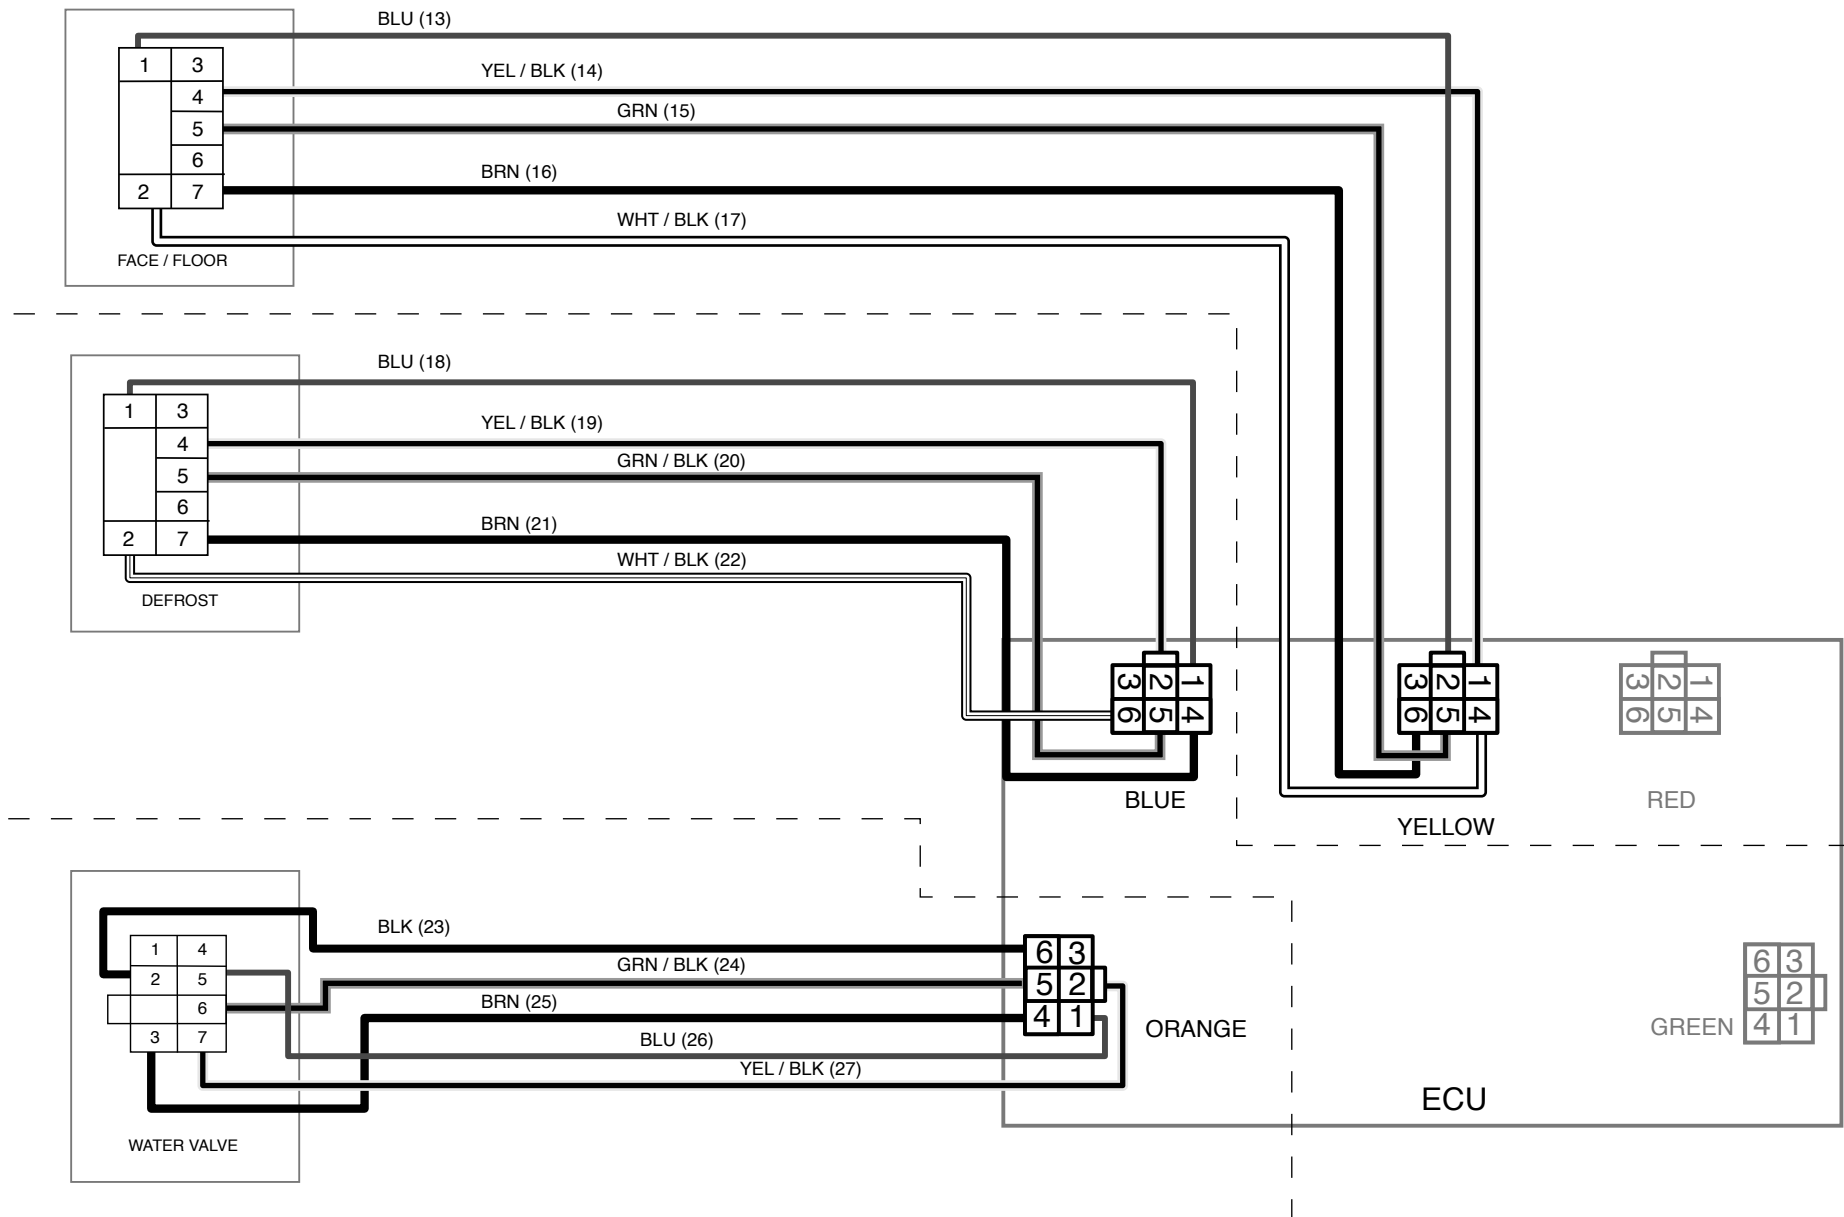 BLU (13)
1 3
YEL / BLK (14)
4
GRN (15)
5
6
BRN (16)
2 7
WHT / BLK (17)
FACE / FLOOR
BLU (18)
1 3
YEL / BLK (19)
4
GRN / BLK (20)
5
6
BRN (21)
2 7
WHT / BLK (22)
DEFROST
3 2 1
6 5 4
BLUE
3 2 1
6 5 4
YELLOW
3 2 1
6 5 4
RED
BLK (23)
1 4
GRN / BLK (24)
2 5
BRN (25)
6
3 7
BLU (26)
YEL / BLK (27)
WATER VALVE
6 3
5 2
4 1
ORANGE
6 3
5 2
4 1
GREEN
ECU